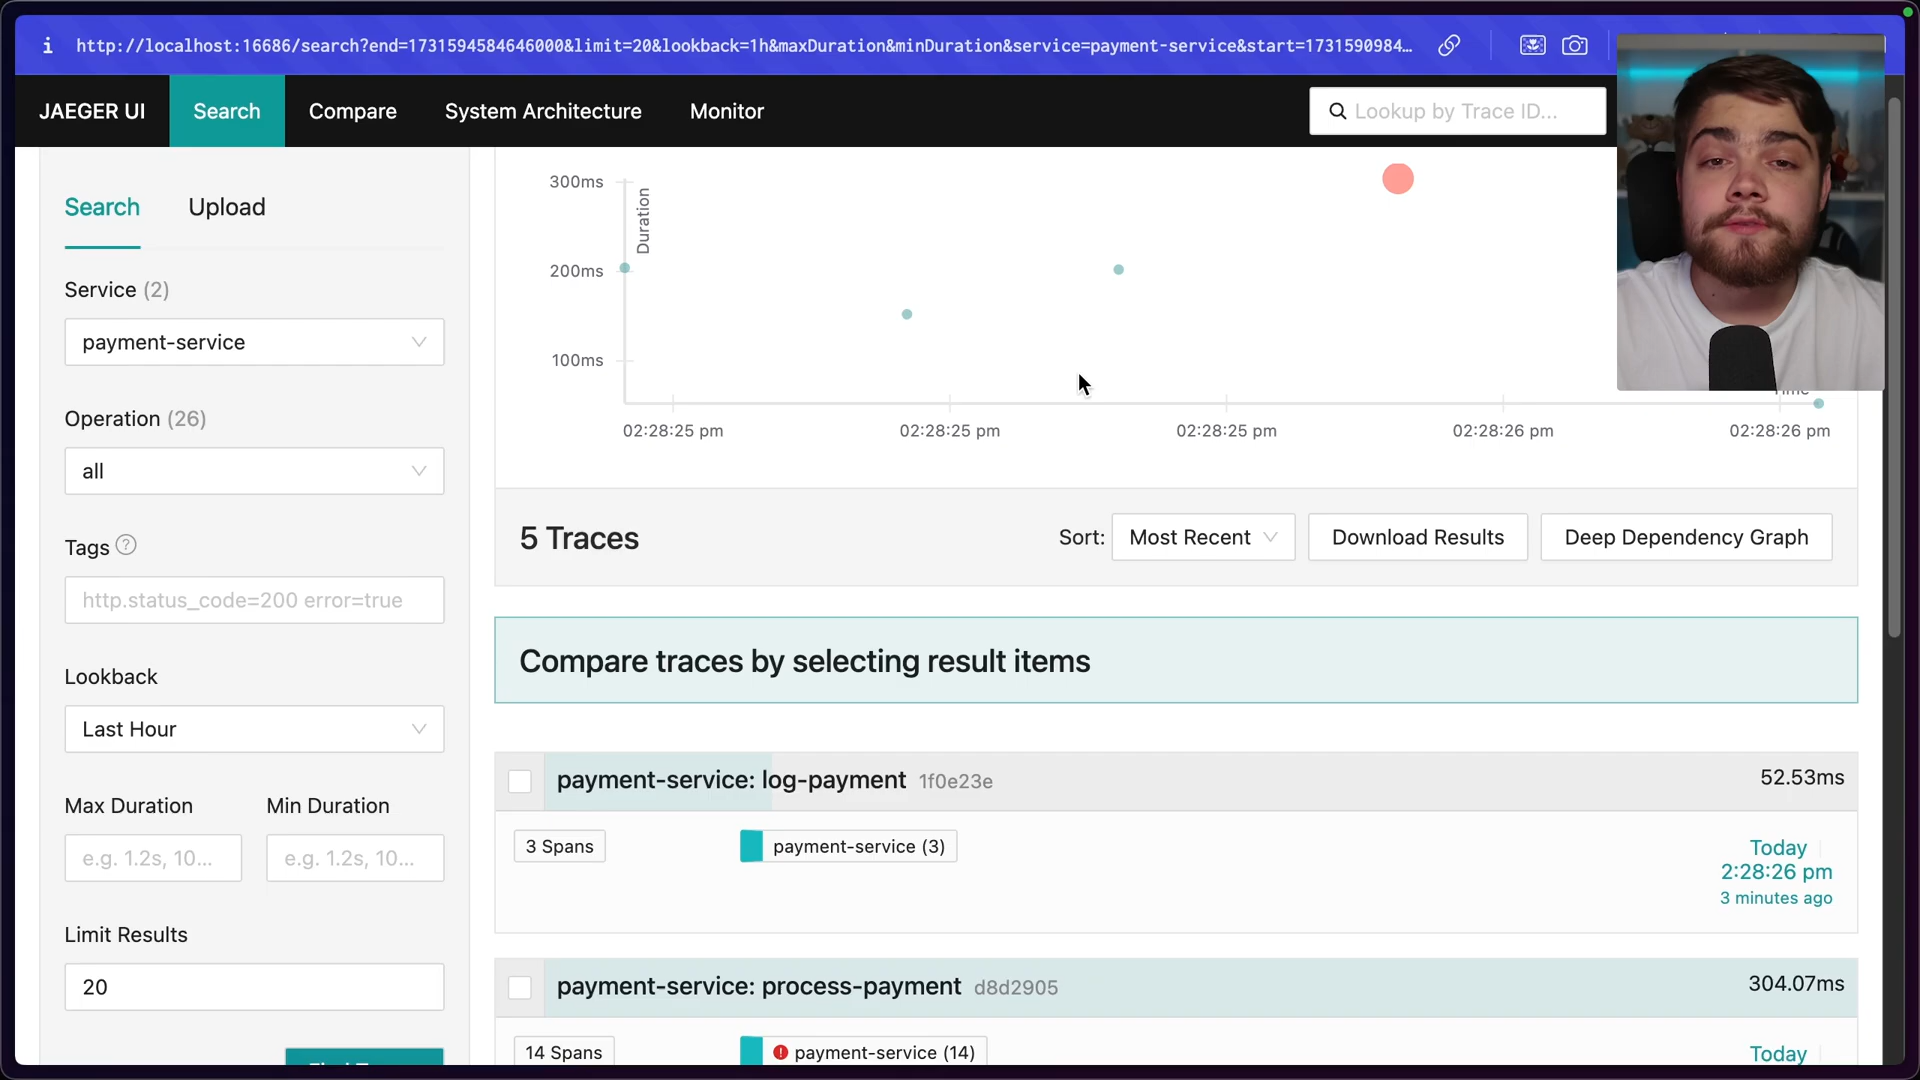 http://localhost:16686/search?end=1731594584646000&limit=20&lookback=1h&maxDuration&minDuration&service=payment-service&start=1731590984…
JAEGER UI
Search
Compare
System Architecture
Monitor
Lookup by Trace ID...
Search
Upload
Service (2)
payment-service
Operation (26)
all
Tags
http.status_code=200 error=true
Lookback
Last Hour
Max Duration
Min Duration
e.g. 1.2s, 10...
e.g. 1.2s, 10...
Limit Results
20
300ms
200ms
100ms
Duration
02:28:25 pm
02:28:25 pm
02:28:25 pm
02:28:26 pm
02:28:26 pm
5 Traces
Sort:
Most Recent
Download Results
Deep Dependency Graph
Compare traces by selecting result items
payment-service: log-payment 1f0e23e
52.53ms
3 Spans
payment-service (3)
Today
2:28:26 pm
3 minutes ago
payment-service: process-payment d8d2905
304.07ms
14 Spans
payment-service (14)
Today